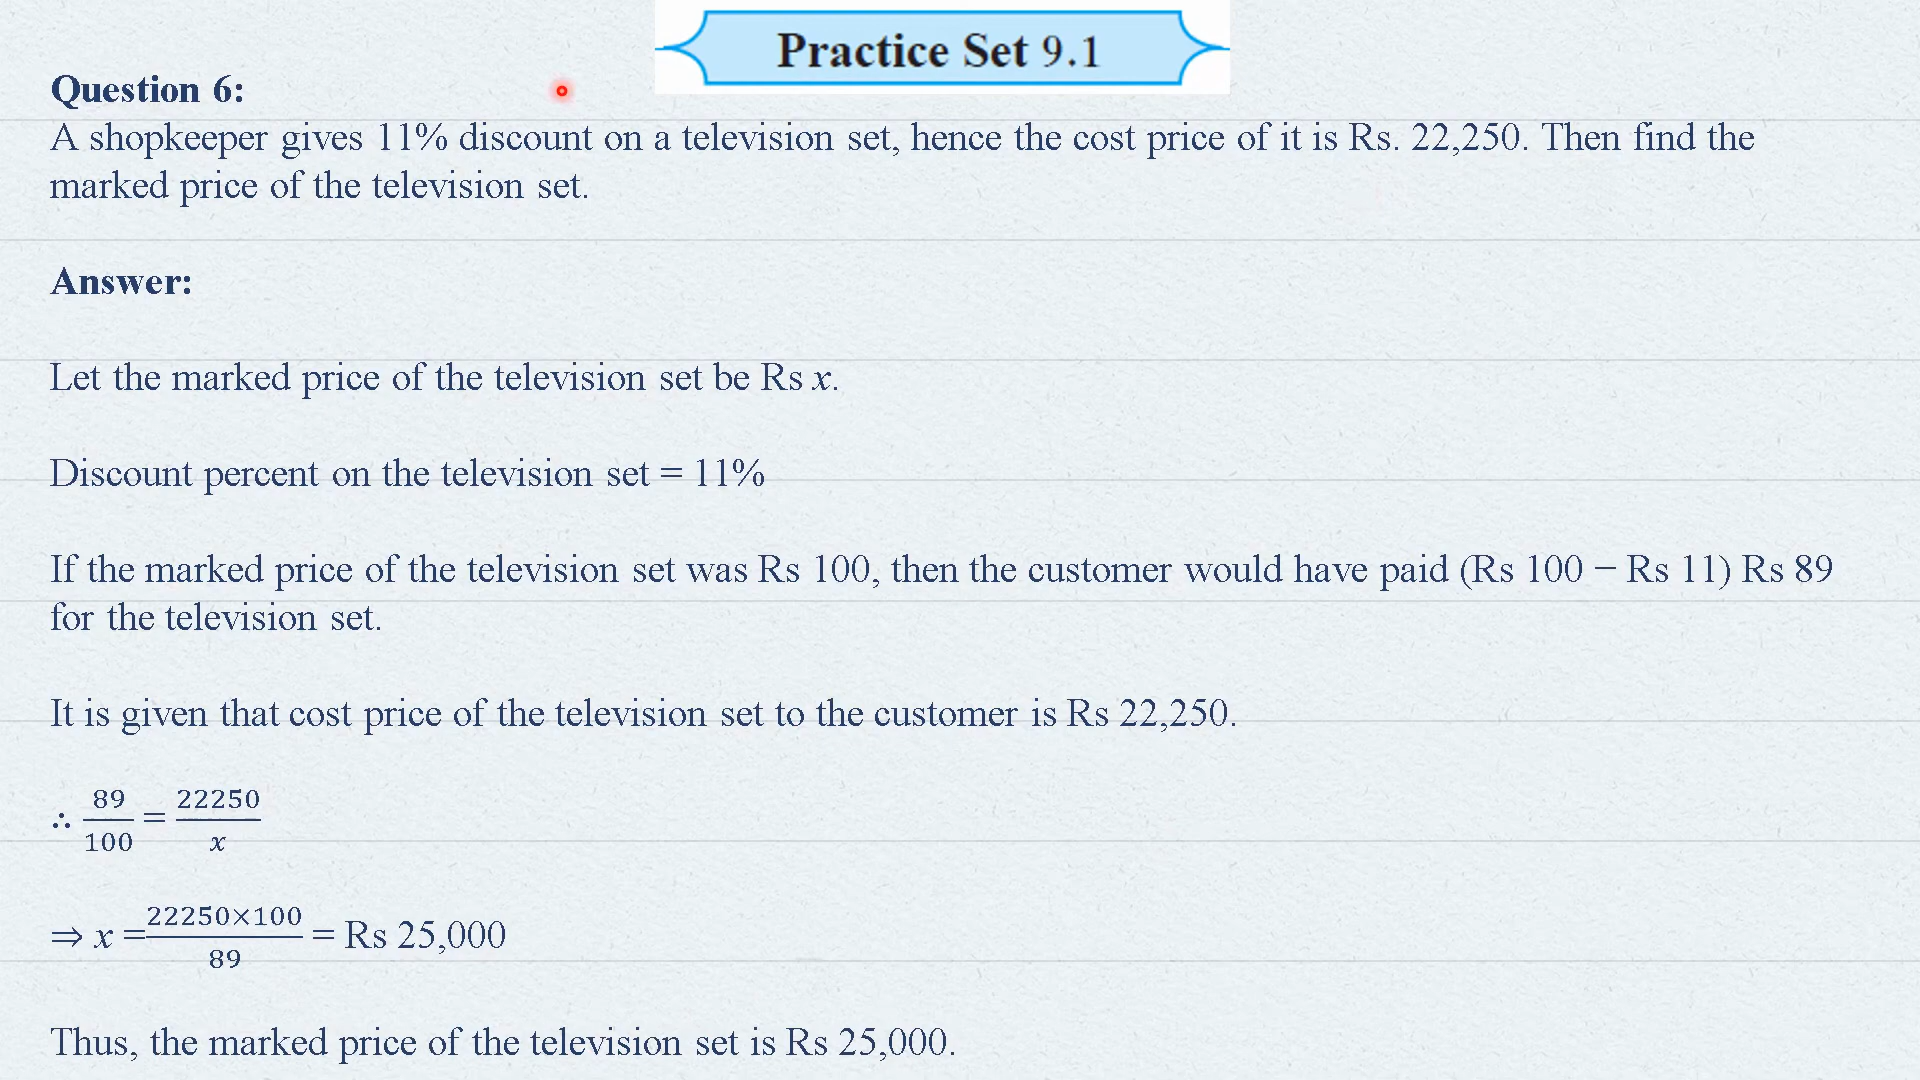 Practice Set 9.1
Question 6:
A shopkeeper gives 11% discount on a television set, hence the cost price of it is Rs. 22,250. Then find the
marked price of the television set.
Answer:
Let the marked price of the television set be Rs x.
Discount percent on the television set = 11%
If the marked price of the television set was Rs 100, then the customer would have paid (Rs 100 − Rs 11) Rs 89
for the television set.
It is given that cost price of the television set to the customer is Rs 22,250.
∴ 89/100 = 22250/x
⇒ x = 22250×100/89 = Rs 25,000
Thus, the marked price of the television set is Rs 25,000.